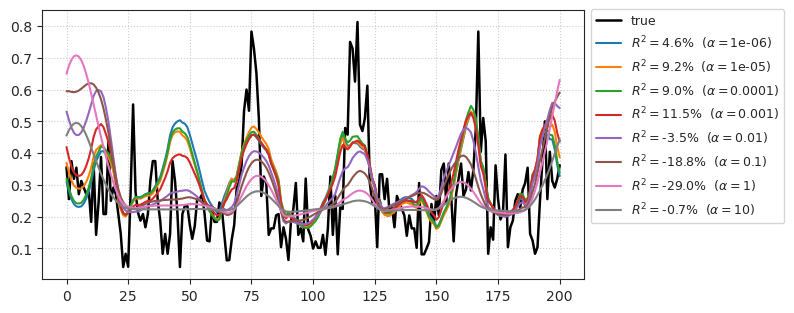 0.8
0.7
0.6
0.5
0.4
0.3
0.2
0.1
0 25 50 75 100 125 150 175 200
true
R² = 4.6% (α = 1e-06)
R² = 9.2% (α = 1e-05)
R² = 9.0% (α = 0.0001)
R² = 11.5% (α = 0.001)
R² = -3.5% (α = 0.01)
R² = -18.8% (α = 0.1)
R² = -29.0% (α = 1)
R² = -0.7% (α = 10)